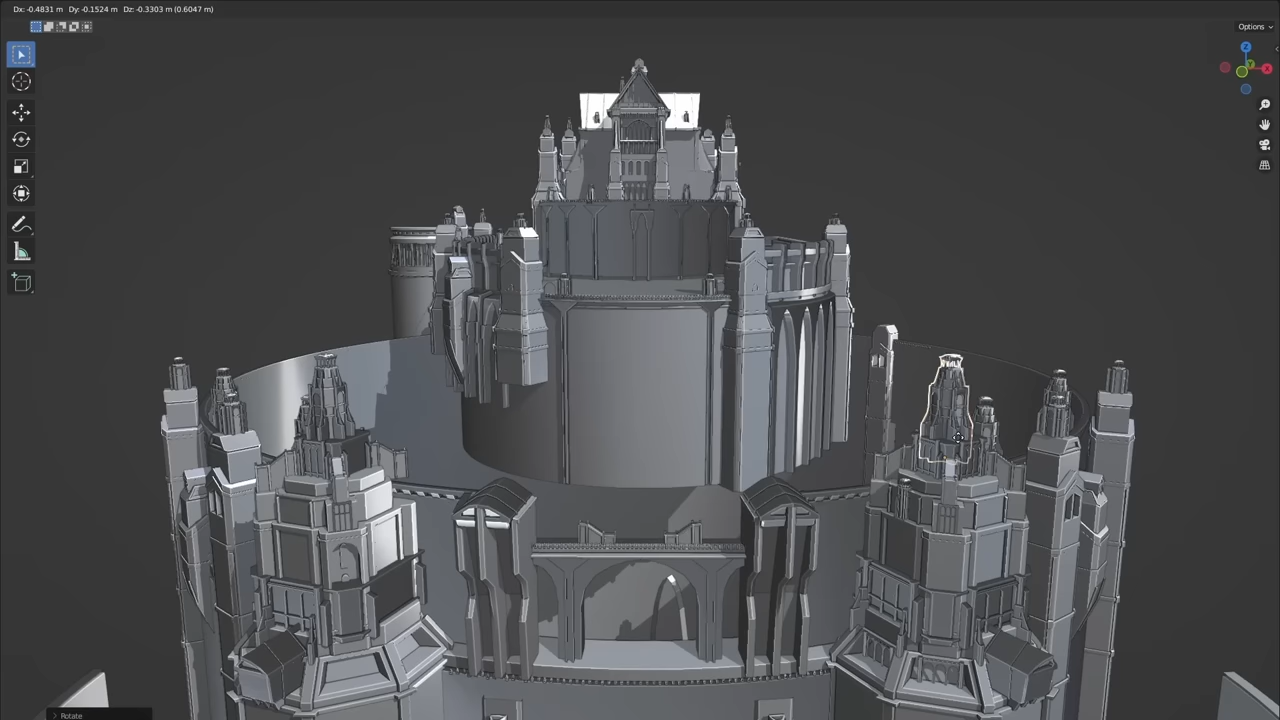 Dx: -0.4831 m   Dy: -0.1524 m   Dz: -0.3303 m (0.6047 m)
Options
Z
Y
X
Rotate